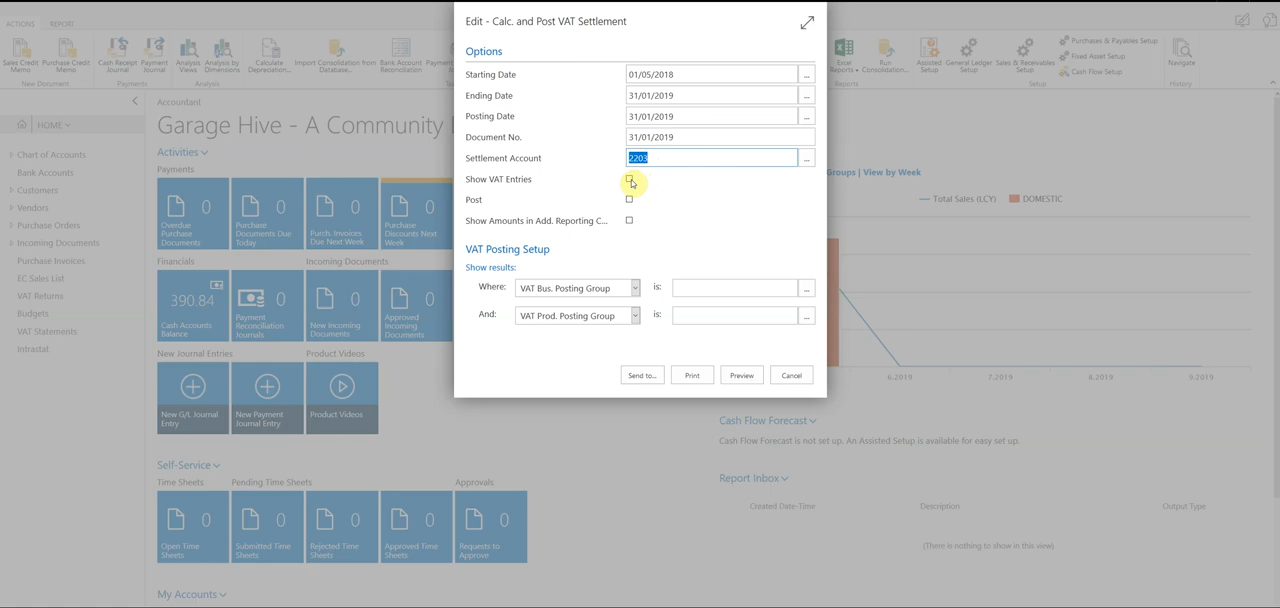 ACTIONS REPORT
Sales Credit Memo
Purchase Credit Memo
New Document
Cash Receipt Journal
Payment Journal
Payments
Analysis Views
Analysis by Dimensions
Analysis
Calculate Depreciation...
Import Consolidation from Database...
Bank Account Reconciliation
Excel Reports
Run Consolidation...
Reports
Assisted Setup
General Ledger Setup
Sales & Receivables Setup
Purchases & Payables Setup
Fixed Asset Setup
Cash Flow Setup
Setup
Navigate
History
HOME
Chart of Accounts
Bank Accounts
Customers
Vendors
Purchase Orders
Incoming Documents
Purchase Invoices
EC Sales List
VAT Returns
Budgets
VAT Statements
Intrastat
Accountant
Garage Hive - A Community
Activities
Payments
0
Overdue Purchase Documents
0
Purchase Documents Due Today
0
Purch. Invoices Due Next Week
0
Purchase Discounts Next Week
Financials
Incoming Documents
390.84
Cash Accounts Balance
0
Payment Reconciliation Journals
0
New Incoming Documents
0
Approved Incoming Documents
New Journal Entries
Product Videos
New G/L Journal Entry
New Payment Journal Entry
Product Videos
Self-Service
Time Sheets
Pending Time Sheets
Approvals
0
Open Time Sheets
0
Submitted Time Sheets
0
Rejected Time Sheets
0
Approved Time Sheets
0
Requests to Approve
My Accounts
Edit - Calc. and Post VAT Settlement
Options
Starting Date 01/05/2018 ...
Ending Date 31/01/2019 ...
Posting Date 31/01/2019 ...
Document No. 31/01/2019
Settlement Account 2203 ...
Show VAT Entries
Post
Show Amounts in Add. Reporting C...
VAT Posting Setup
Show results:
Where: VAT Bus. Posting Group is: ...
And: VAT Prod. Posting Group is: ...
Send to... Print Preview Cancel
Groups | View by Week
Total Sales (LCY) DOMESTIC
6.2019 7.2019 8.2019 9.2019
Cash Flow Forecast
Cash Flow Forecast is not set up. An Assisted Setup is available for easy set up.
Report Inbox
Created Date-Time Description Output Type
(There is nothing to show in this view)